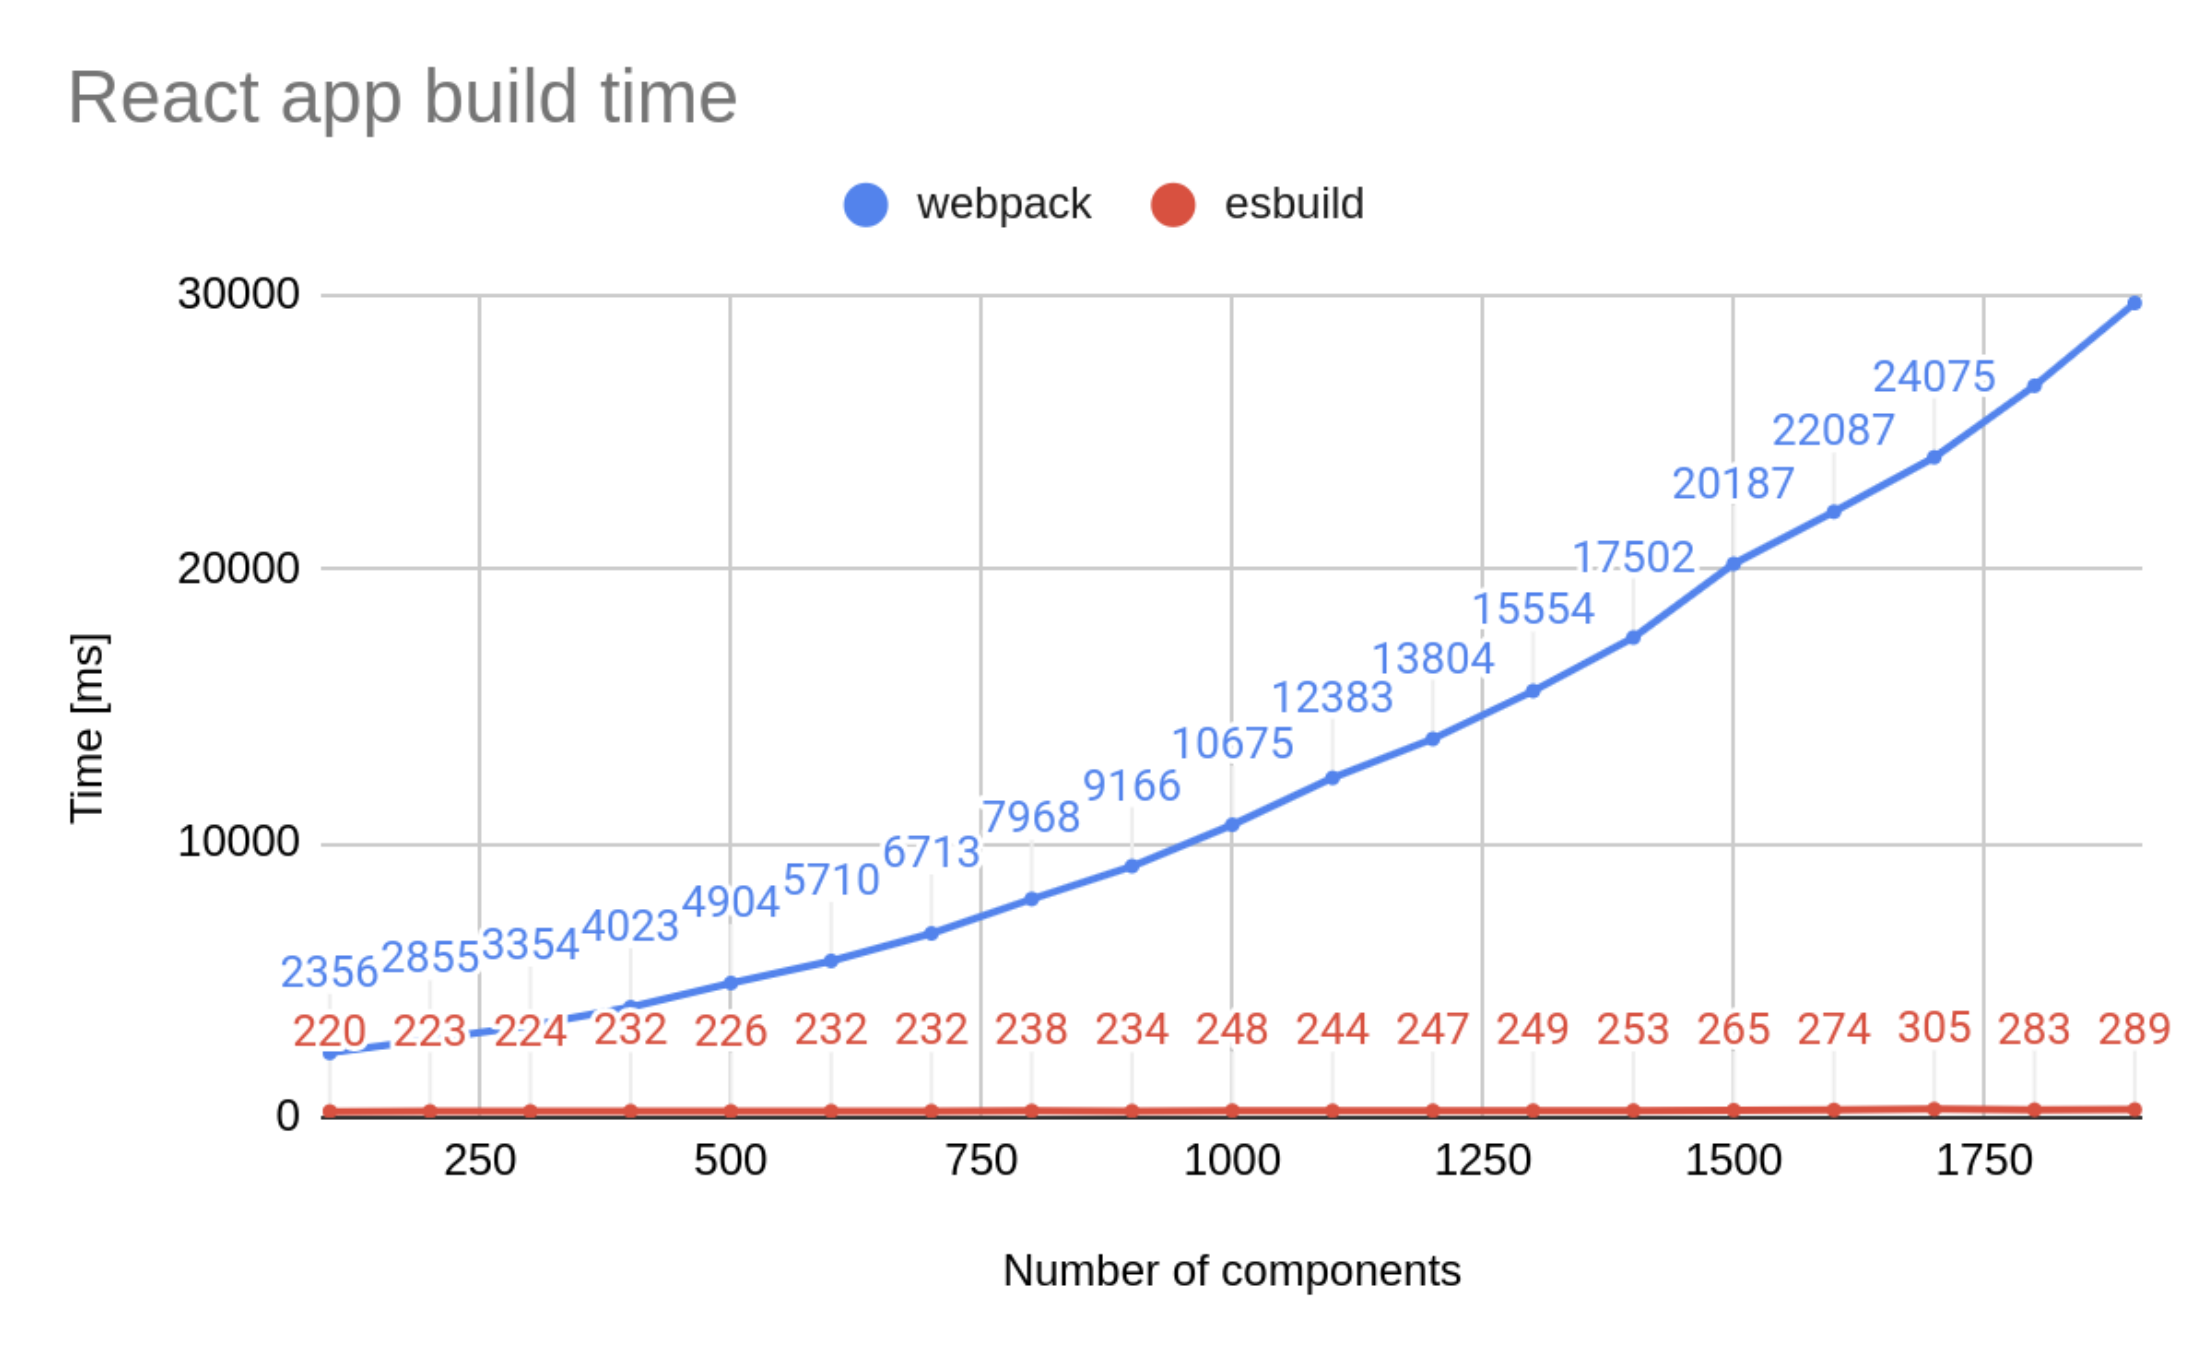 React app build time
webpack esbuild
30000
20000
10000
0
Time [ms]
2356 2855 3354 4023 4904 5710 6713 7968 9166 10675 12383 13804 15554 17502 20187 22087 24075
220 223 224 232 226 232 232 238 234 248 244 247 249 253 265 274 305 283 289
250 500 750 1000 1250 1500 1750
Number of components